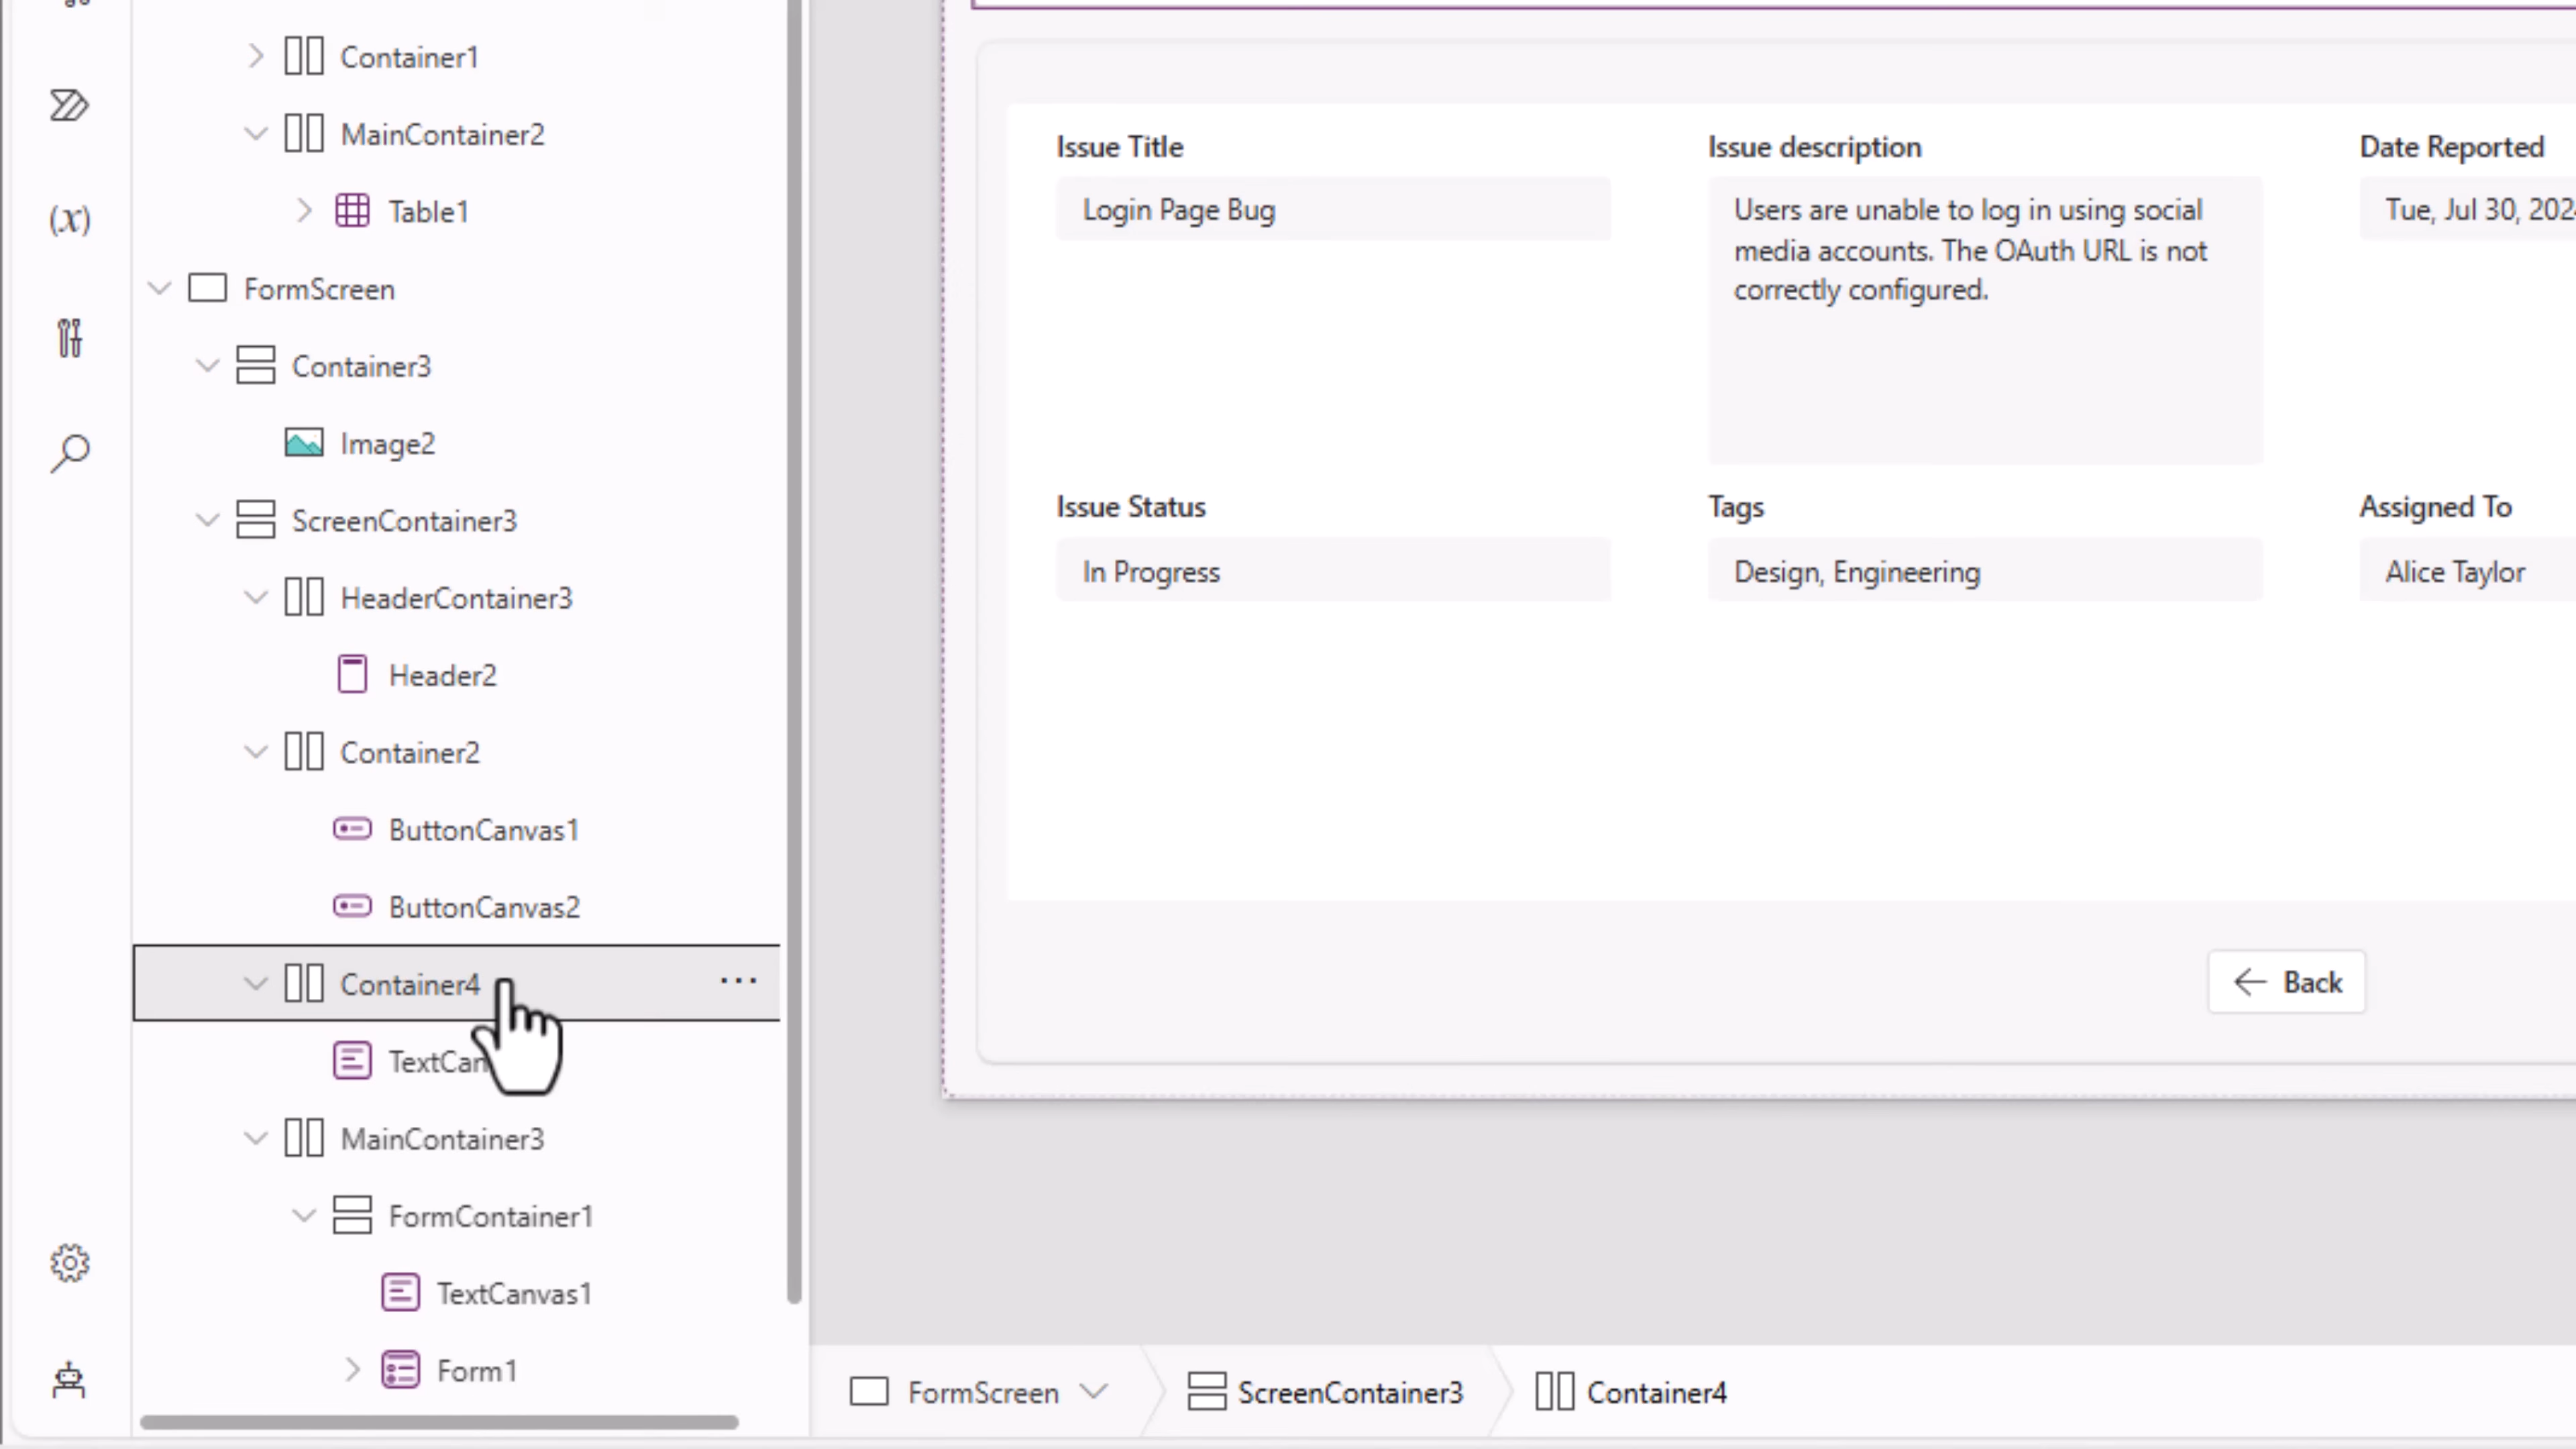 Container1
MainContainer2
Table1
FormScreen
Container3
Image2
ScreenContainer3
HeaderContainer3
Header2
Container2
ButtonCanvas1
ButtonCanvas2
Container4
MainContainer3
FormContainer1
TextCanvas1
Form1
(x)
Issue Title
Login Page Bug
Issue description
Users are unable to log in using social
media accounts. The OAuth URL is not
correctly configured.
Date Reported
Tue, Jul 30,
Issue Status
In Progress
Tags
Design, Engineering
Assigned To
Alice Taylor
Back
FormScreen
ScreenContainer3
Container4